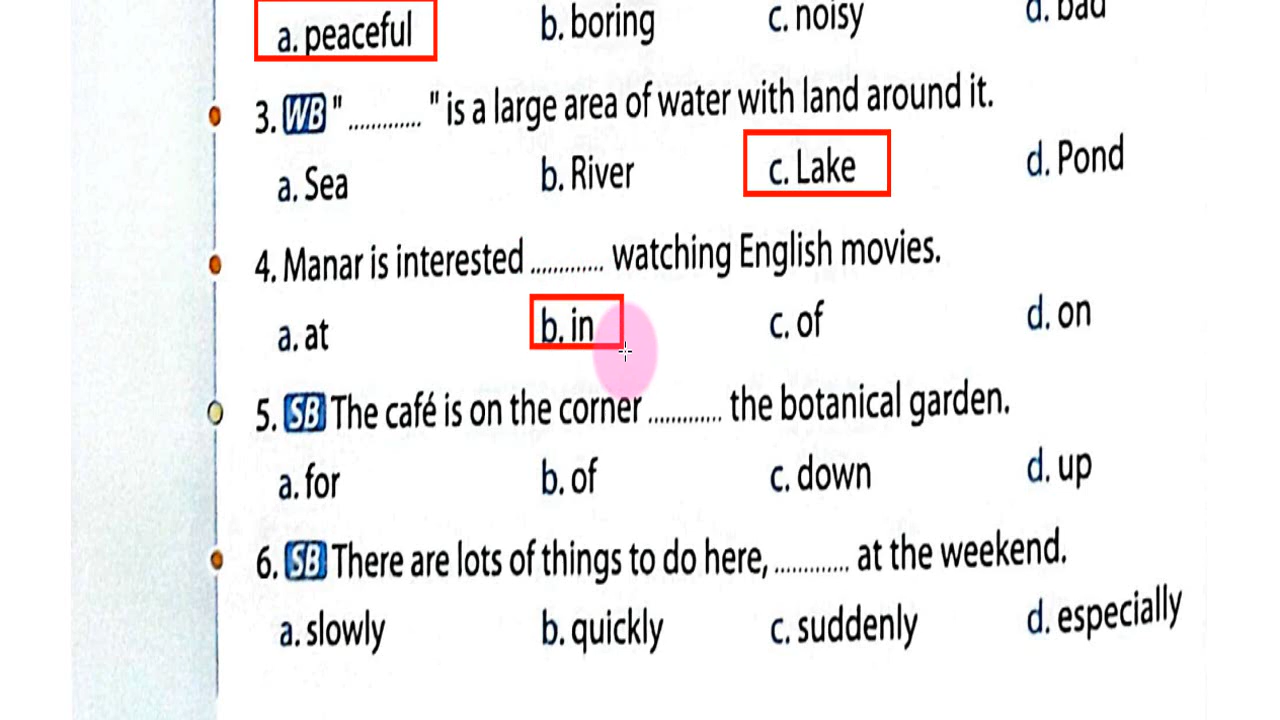 a. peaceful b. boring c. noisy d. bad
3. WB " ............ " is a large area of water with land around it.
a. Sea b. River c. Lake d. Pond
4. Manar is interested ............ watching English movies.
a. at b. in c. of d. on
5. SB The café is on the corner ............ the botanical garden.
a. for b. of c. down d. up
6. SB There are lots of things to do here, ............ at the weekend.
a. slowly b. quickly c. suddenly d. especially